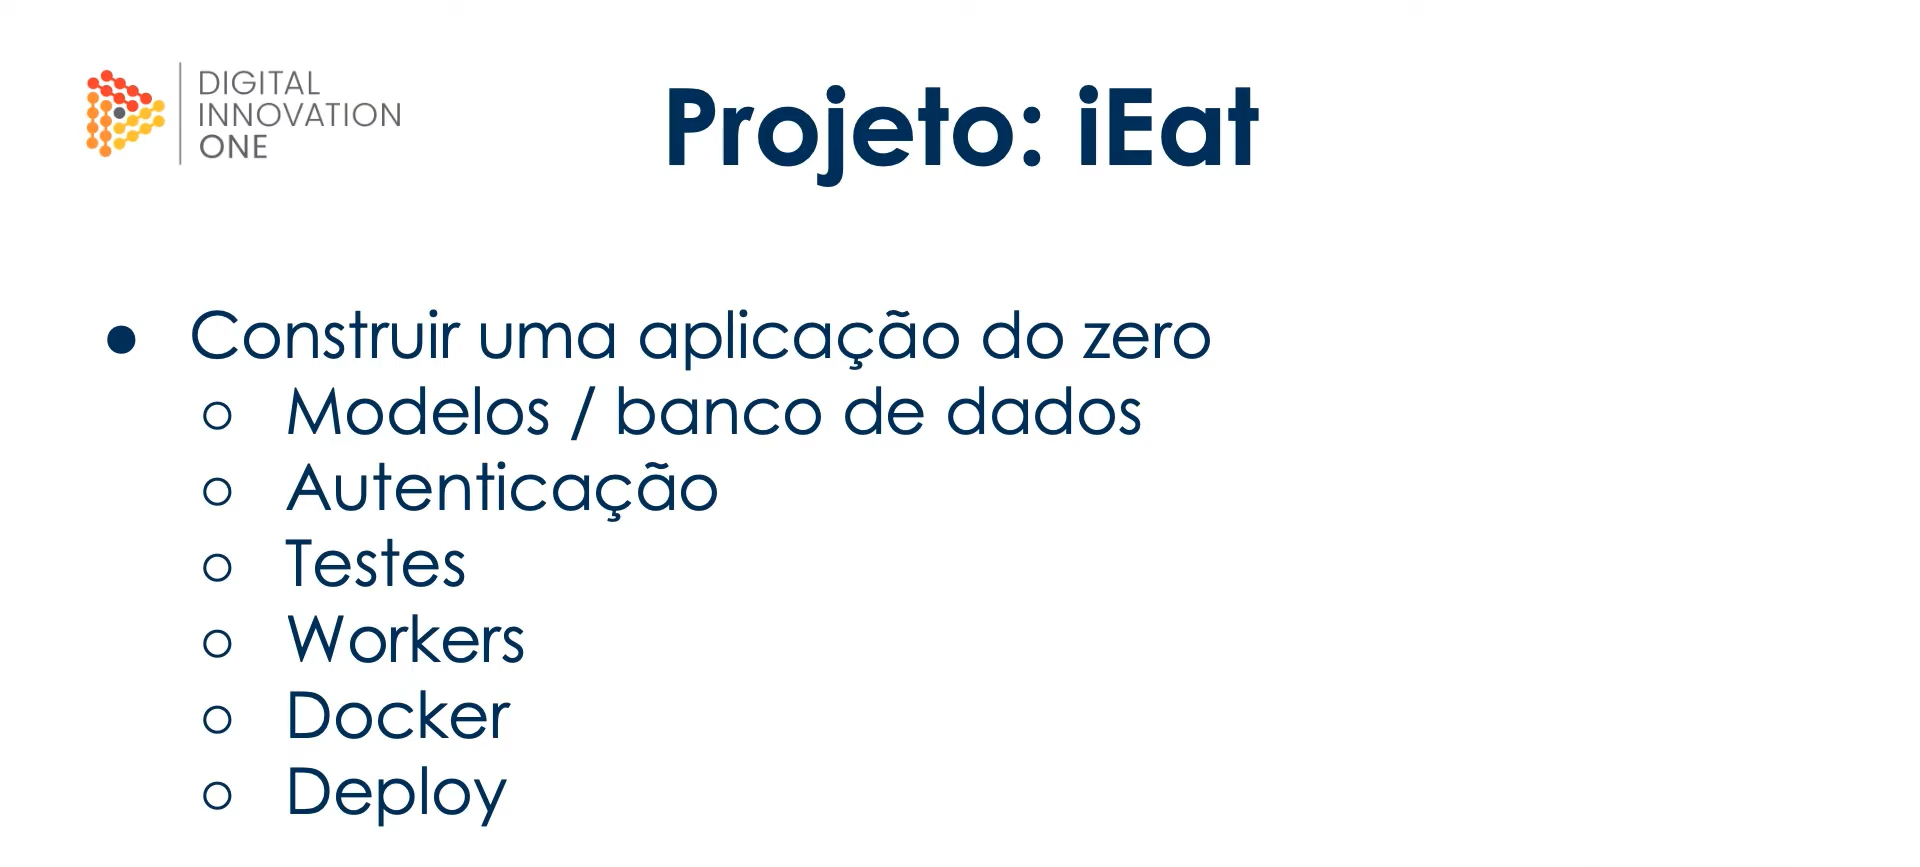 DIGITAL
INNOVATION
ONE
Projeto: iEat
● Construir uma aplicação do zero
○ Modelos / banco de dados
○ Autenticação
○ Testes
○ Workers
○ Docker
○ Deploy